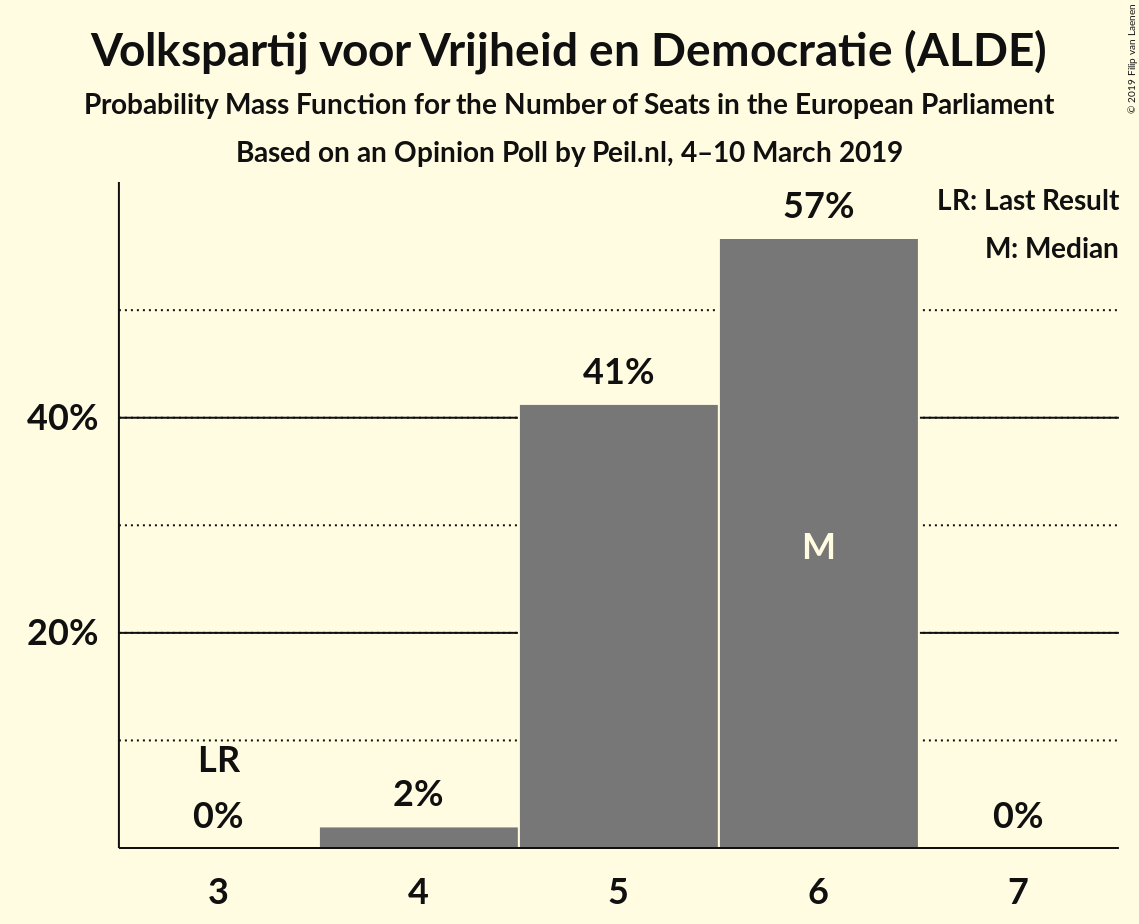 Volkspartij voor Vrijheid en Democratie (ALDE)
Probability Mass Function for the Number of Seats in the European Parliament
Based on an Opinion Poll by Peil.nl, 4–10 March 2019
© 2019 Filip van Laenen
LR: Last Result
M: Median
57%
41%
40%
M
20%
LR
2%
0%
0%
3 4 5 6 7